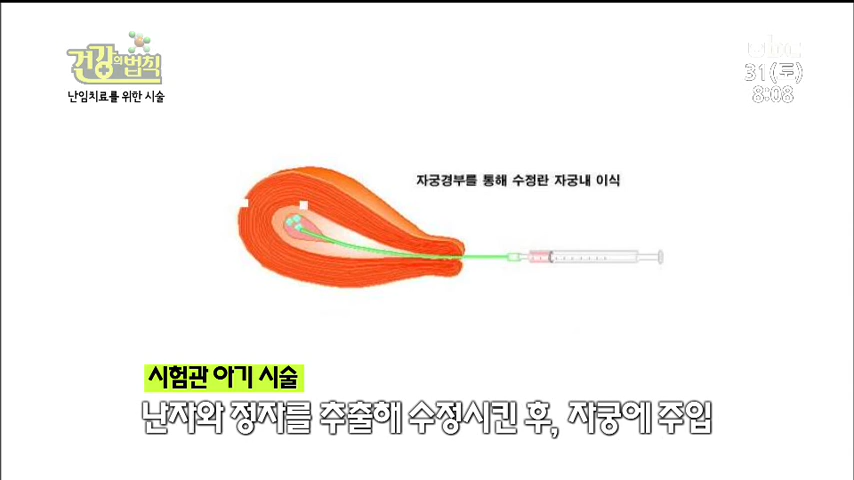 건강의법칙
난임치료를 위한 시술
ubc
31(토)
8:08
자궁경부를 통해 수정란 자궁내 이식
시험관 아기 시술
난자와 정자를 추출해 수정시킨 후, 자궁에 주입